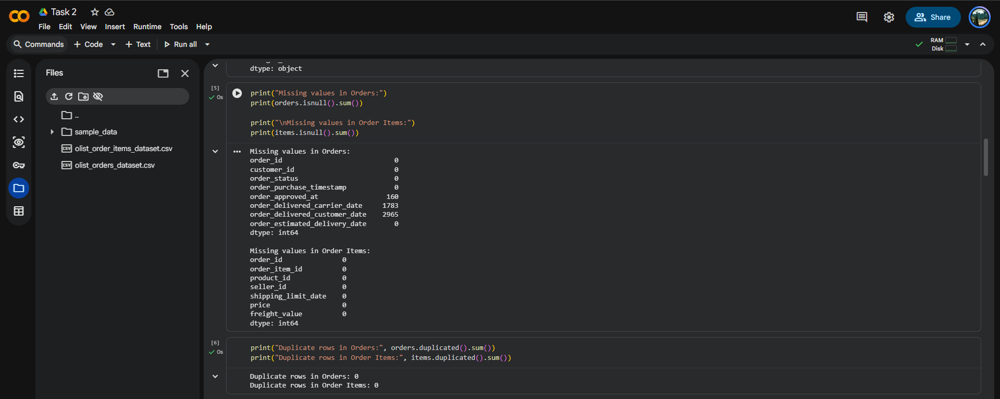 Task 2
File Edit View Insert Runtime Tools Help
Share
Commands + Code + Text Run all
RAM
Disk
Files
..
sample_data
olist_order_items_dataset.csv
olist_orders_dataset.csv
dtype: object
[5]
0s
print("Missing values in Orders:")
print(orders.isnull().sum())
print("\nMissing values in Order Items:")
print(items.isnull().sum())
Missing values in Orders:
order_id 0
customer_id 0
order_status 0
order_purchase_timestamp 0
order_approved_at 160
order_delivered_carrier_date 1783
order_delivered_customer_date 2965
order_estimated_delivery_date 0
dtype: int64
Missing values in Order Items:
order_id 0
order_item_id 0
product_id 0
seller_id 0
shipping_limit_date 0
price 0
freight_value 0
dtype: int64
[6]
0s
print("Duplicate rows in Orders:", orders.duplicated().sum())
print("Duplicate rows in Order Items:", items.duplicated().sum())
Duplicate rows in Orders: 0
Duplicate rows in Order Items: 0